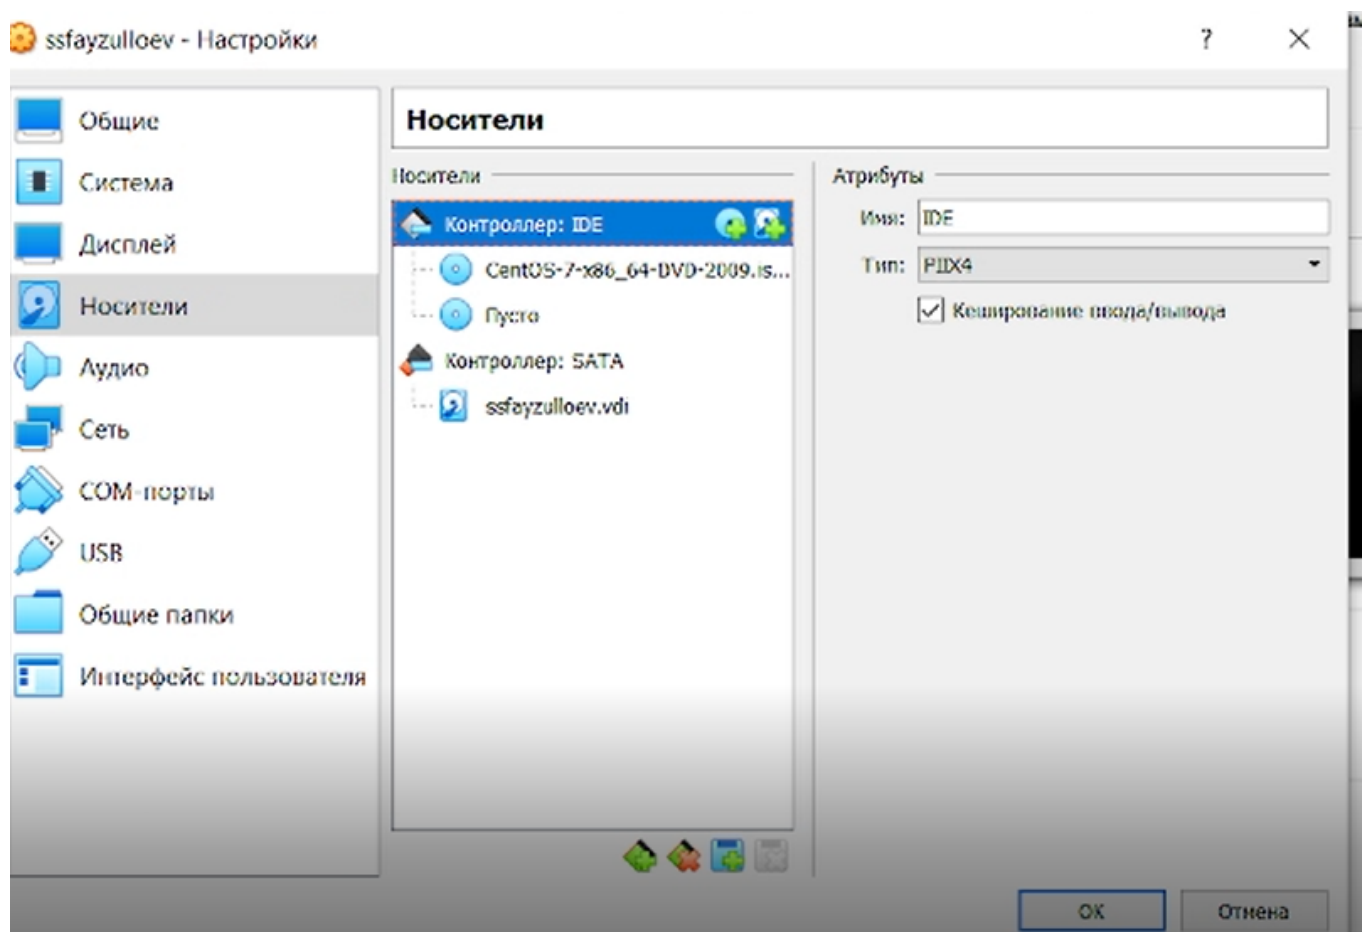 ssfayzulloev - Настройки
?
Общие
Система
Дисплей
Носители
Аудио
Сеть
COM-порты
USB
Общие папки
Интерфейс пользователя
Носители
Носители
Контроллер: IDE
CentOS-7-x86_64-DVD-2009.is...
Пусто
Контроллер: SATA
ssfayzulloev.vdi
Атрибуты
Имя: IDE
Тип: PIIX4
Кеширование ввода/вывода
OK
Отмена